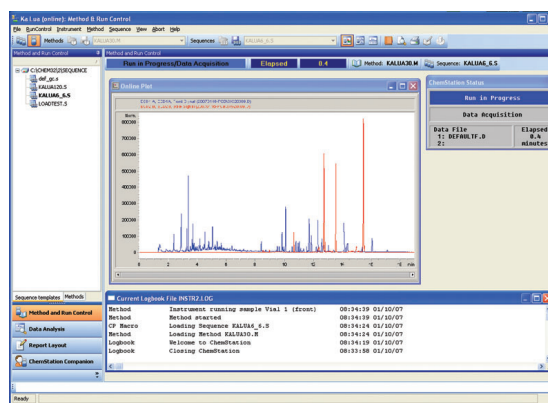 Ka Lua (online): Method & Run Control
File RunControl Instrument Method Sequence View Abort Help
KALUA30.M Sequences: KALUA6_6.S
Method and Run Control
Method and Run Control
Run in Progress/Data Acquisition Elapsed 0.4 Method: KALUA30.M Sequence: KALUA6_6.S
C:\CHEM32\2\SEQUENCE
def_gc.s
KALUA120.S
KALUA6_6.S
LOADTEST.S
Online Plot
800000
700000
600000
500000
400000
300000
200000
100000
0
0 2 4 6 8 10 12 14 16 18 min
ChemStation Status
Run in Progress
Data Acquisition
Data File
1: DEFAULTF.D
2:
Elapsed
0.4
minutes
Sequence templates Methods
Method and Run Control
Data Analysis
Report Layout
ChemStation Companion
Current Logbook File INSTR2.LOG
Method Instrument running sample Vial 1 (front) 08:34:39 01/10/07
Method Method started 08:34:39 01/10/07
CP Macro Loading Sequence KALUA6_6.S 08:34:24 01/10/07
Method Loading Method KALUA30.M 08:34:24 01/10/07
Logbook Welcome to ChemStation 08:34:19 01/10/07
Logbook Closing ChemStation 08:33:58 01/10/07
Ready